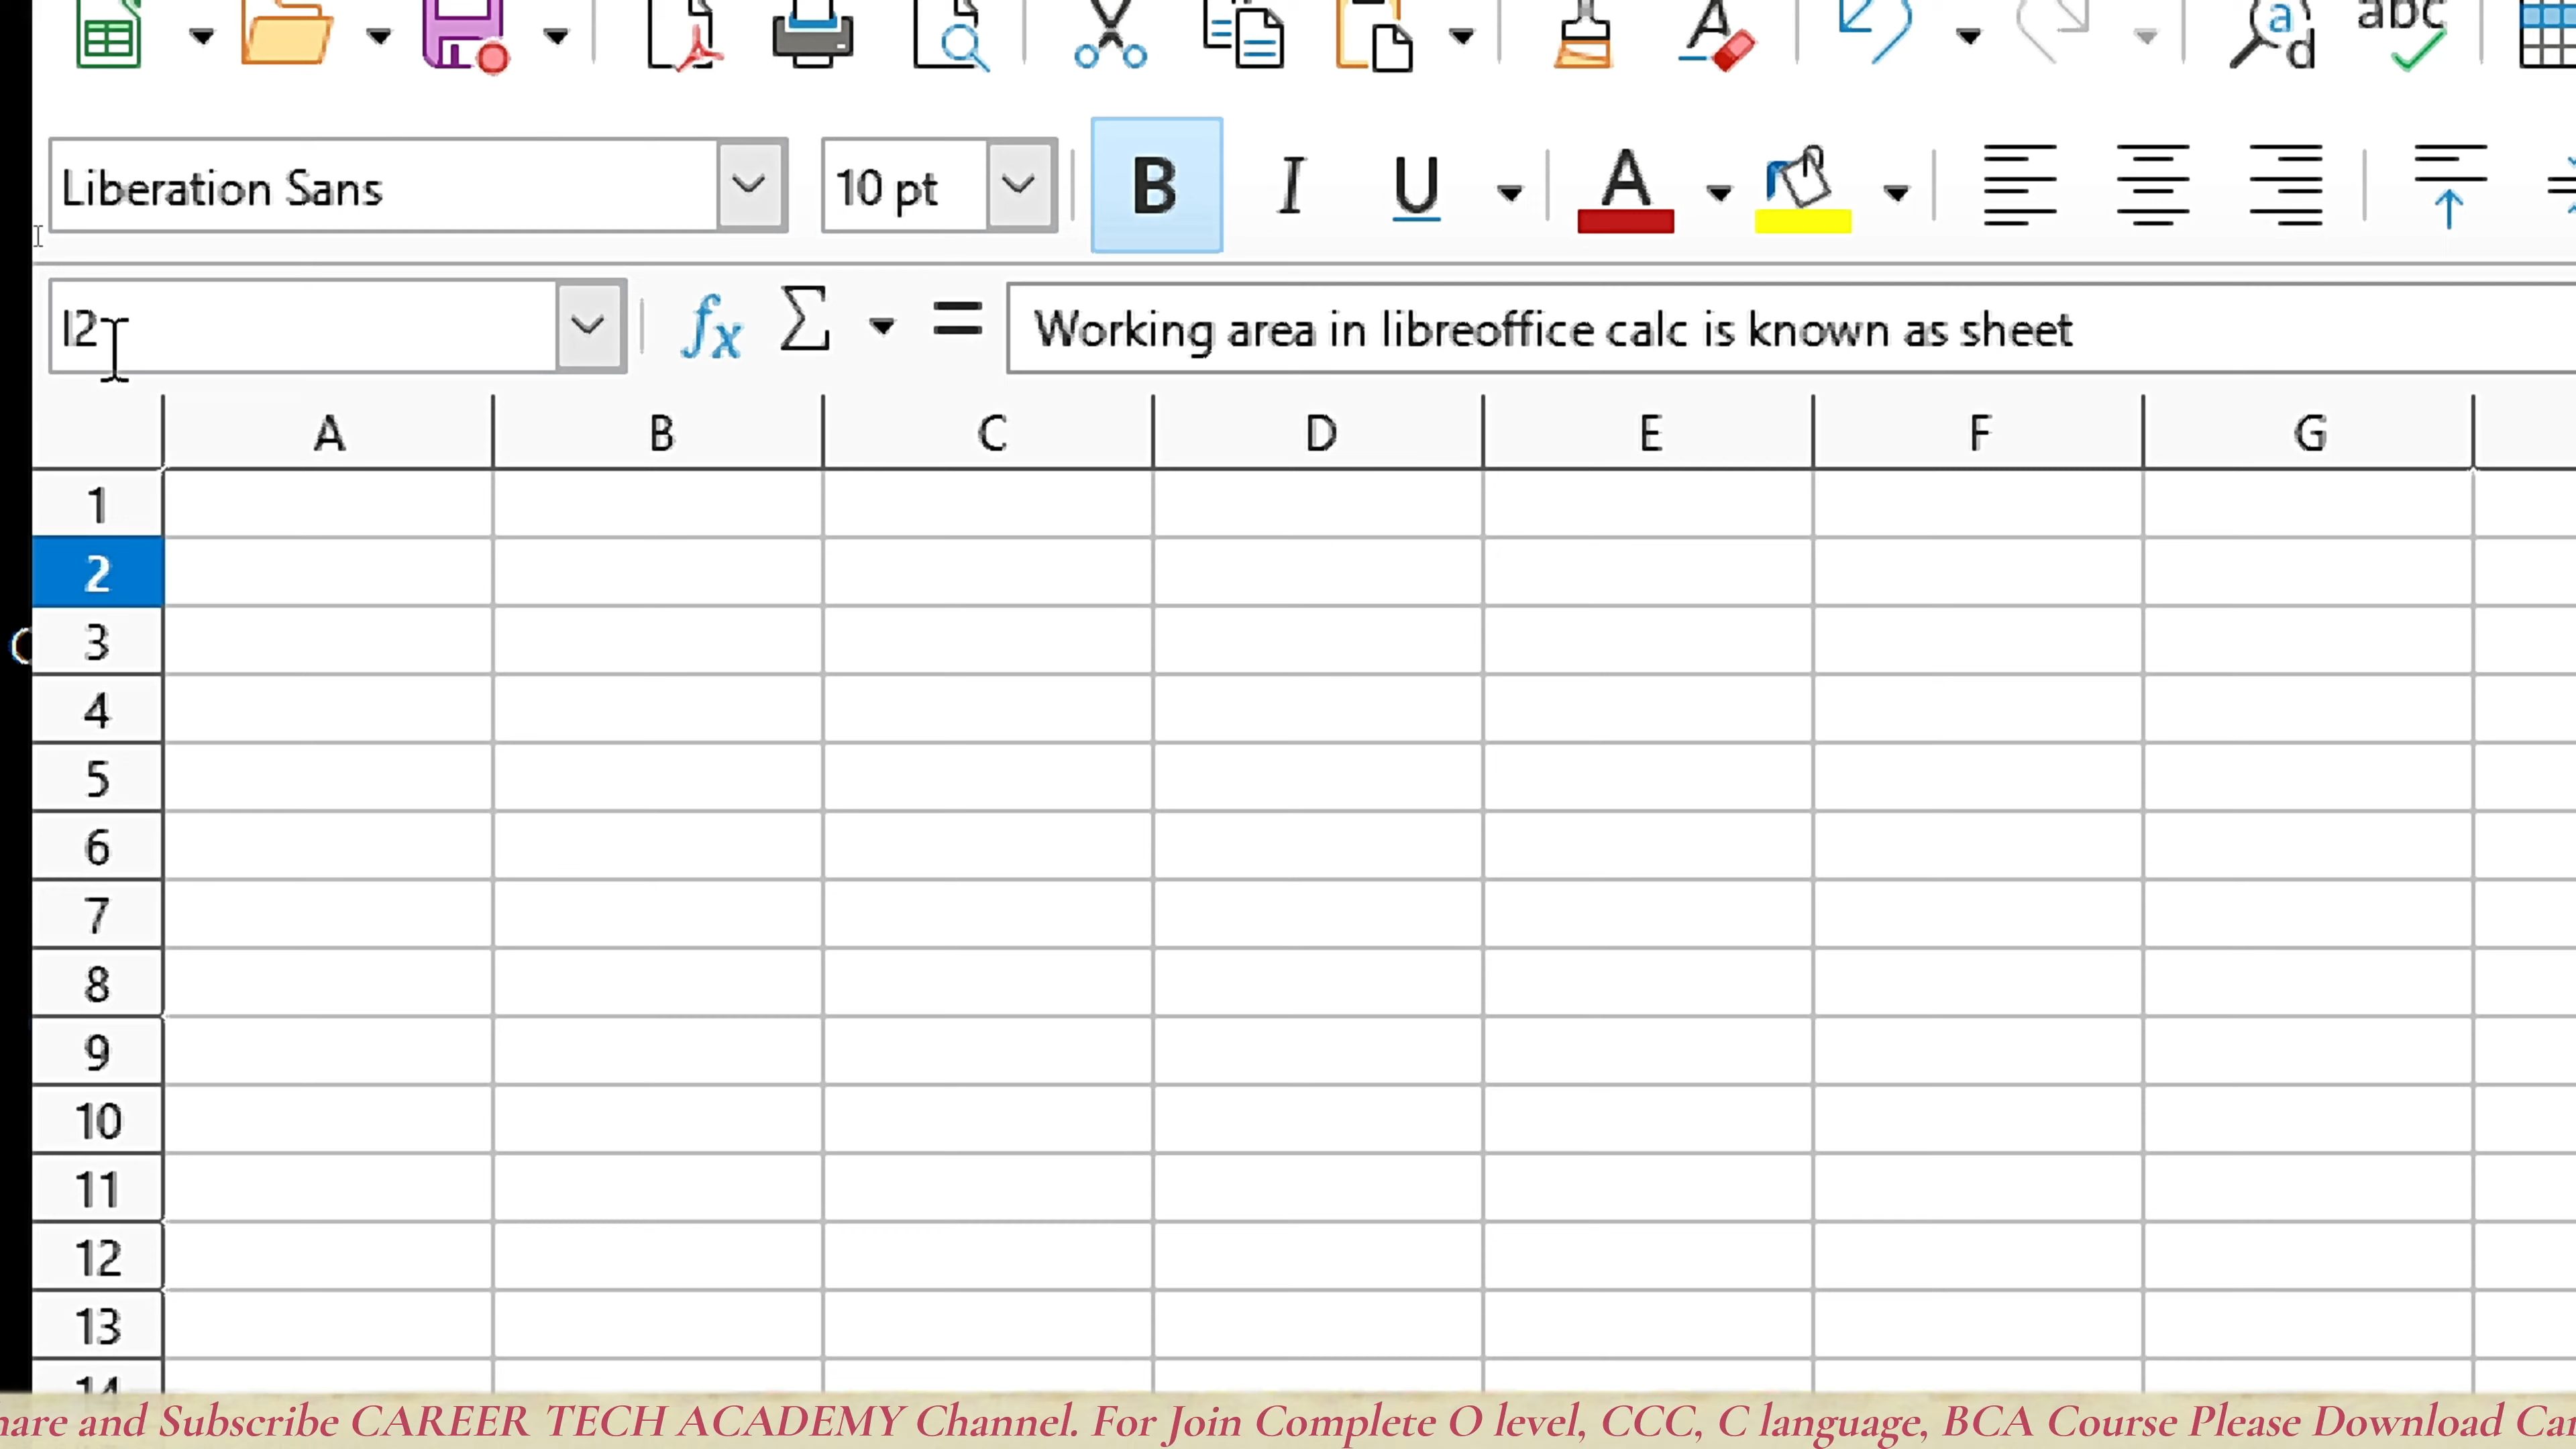 abc
Liberation Sans 10 pt B I U A
I2 fx Σ = Working area in libreoffice calc is known as sheet
A B C D E F G
1
2
3
4
5
6
7
8
9
10
11
12
13
14
and Subscribe CAREER TECH ACADEMY Channel. For Join Complete O level, CCC, C language, BCA Course Please Download